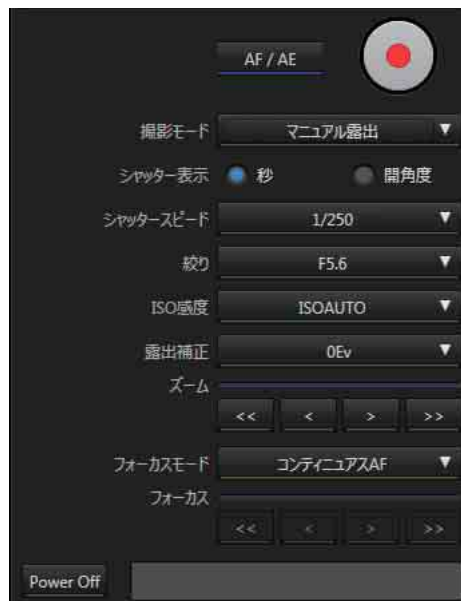 AF / AE
撮影モード マニュアル露出
シャッター表示 秒 開角度
シャッタースピード 1/250
絞り F5.6
ISO感度 ISOAUTO
露出補正 0Ev
ズーム
<< < > >>
フォーカスモード コンティニュアスAF
フォーカス
<< < > >>
Power Off